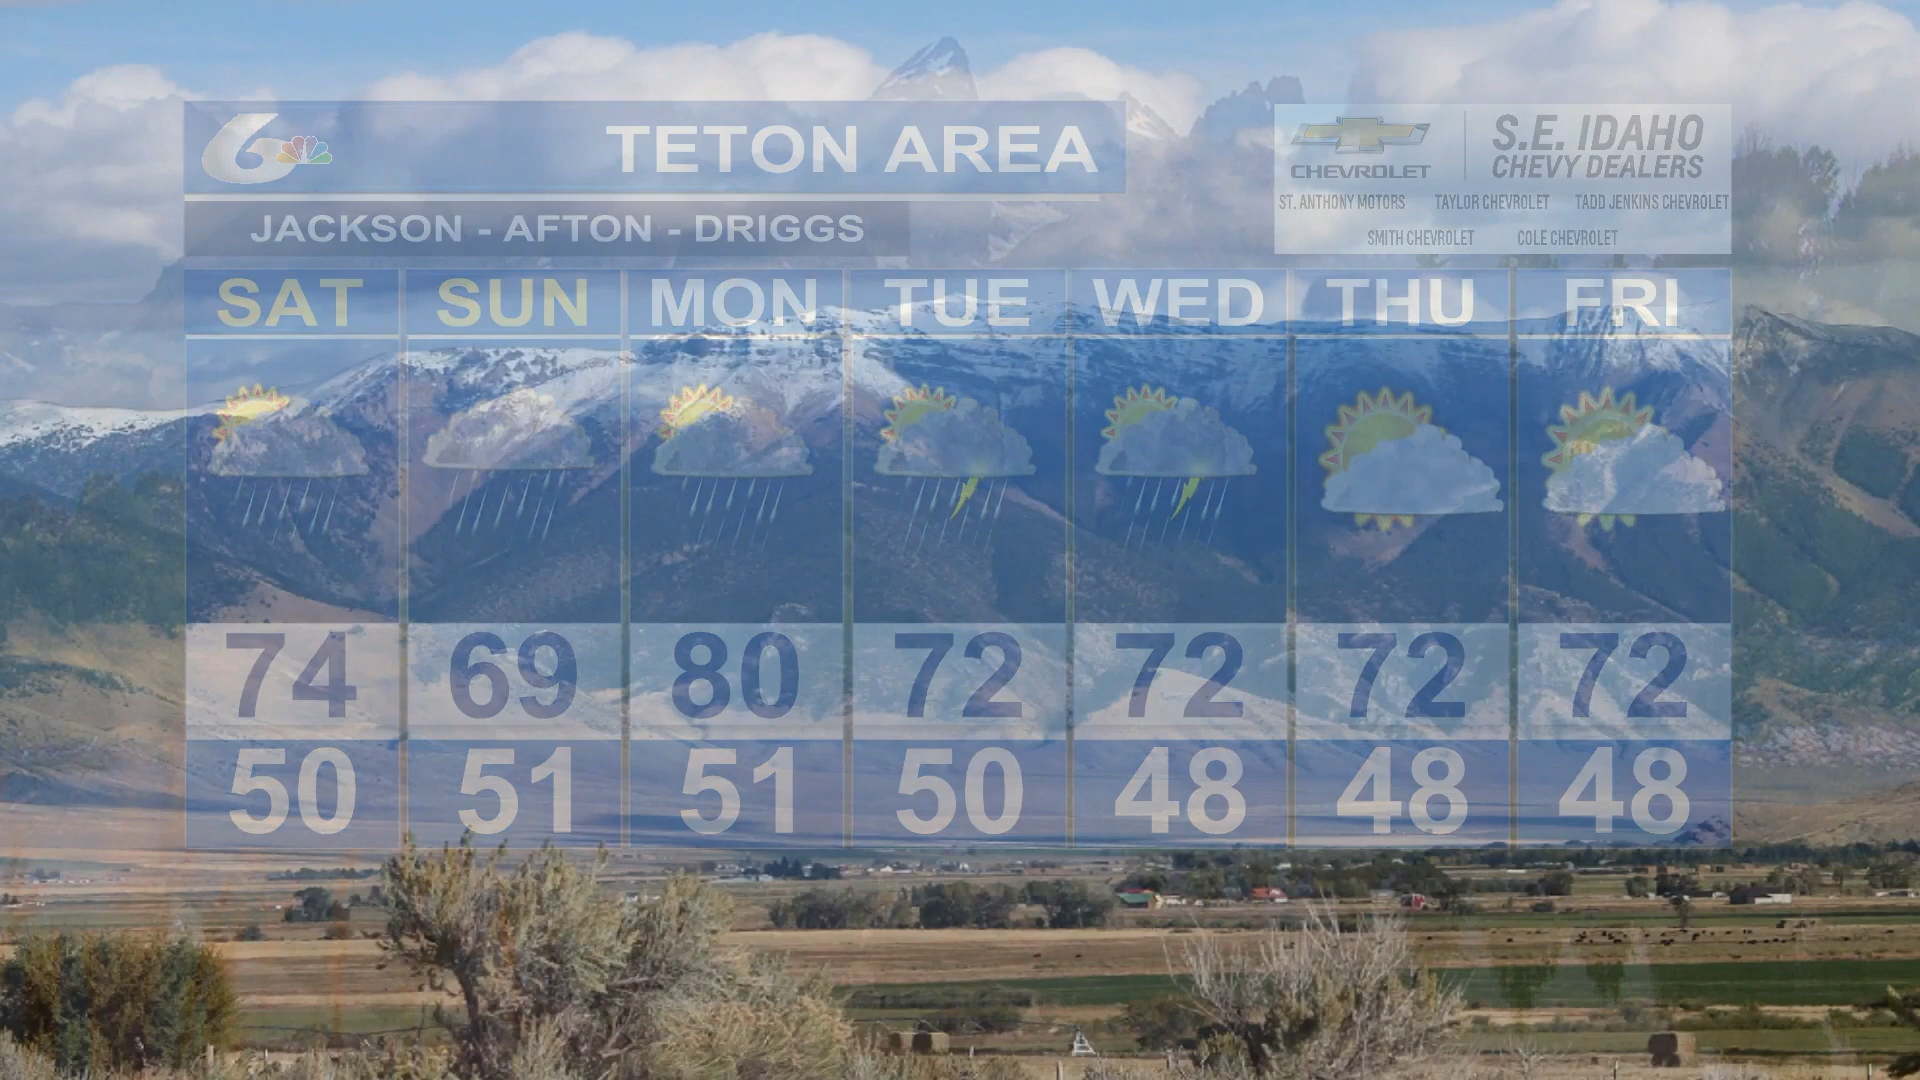 6
TETON AREA
JACKSON - AFTON - DRIGGS
CHEVROLET
S.E. IDAHO
CHEVY DEALERS
ST. ANTHONY MOTORS TAYLOR CHEVROLET TADD JENKINS CHEVROLET
SMITH CHEVROLET COLE CHEVROLET
SAT SUN MON TUE WED THU FRI
74 69 80 72 72 72 72
50 51 51 50 48 48 48